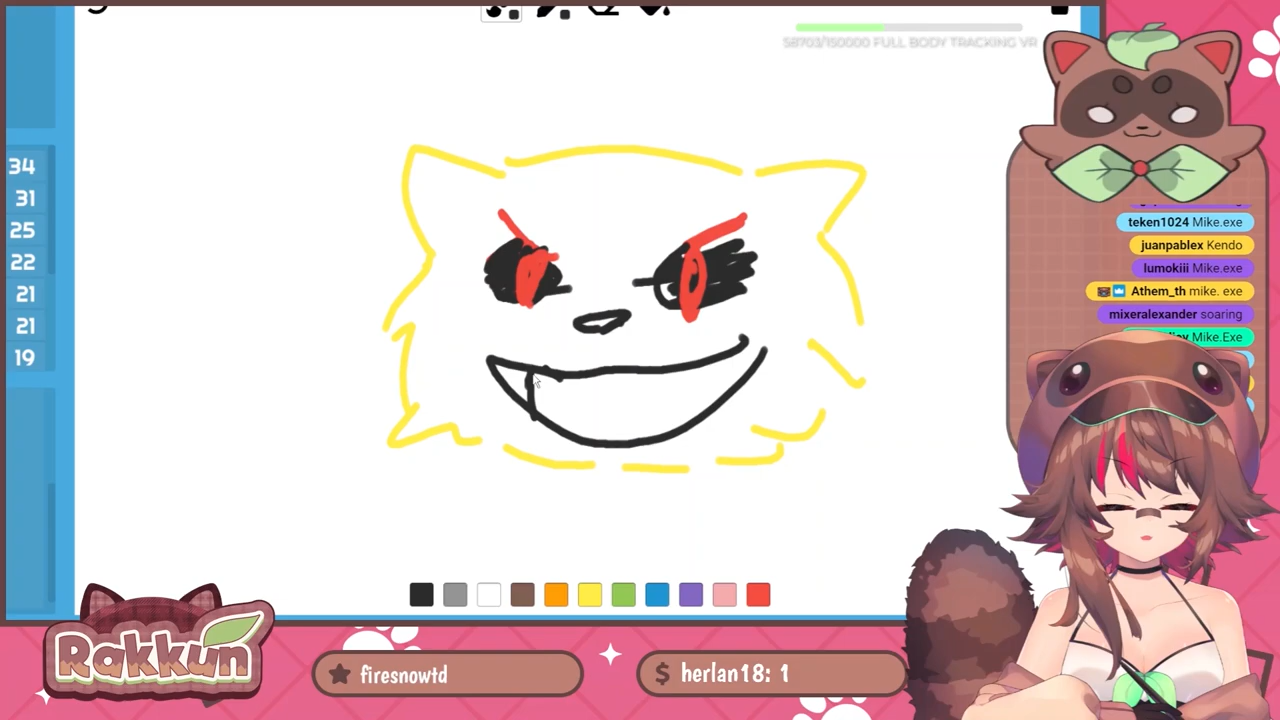 58703/150000 FULL BODY TRACKING VR
34
31
25
22
21
21
19
teken1024 Mike.exe
juanpablex Kendo
lumokiii Mike.exe
Athem_th mike. exe
mixeralexander soaring
Mike.Exe
Rakkun
firesnowtd
$ herlan18: 1